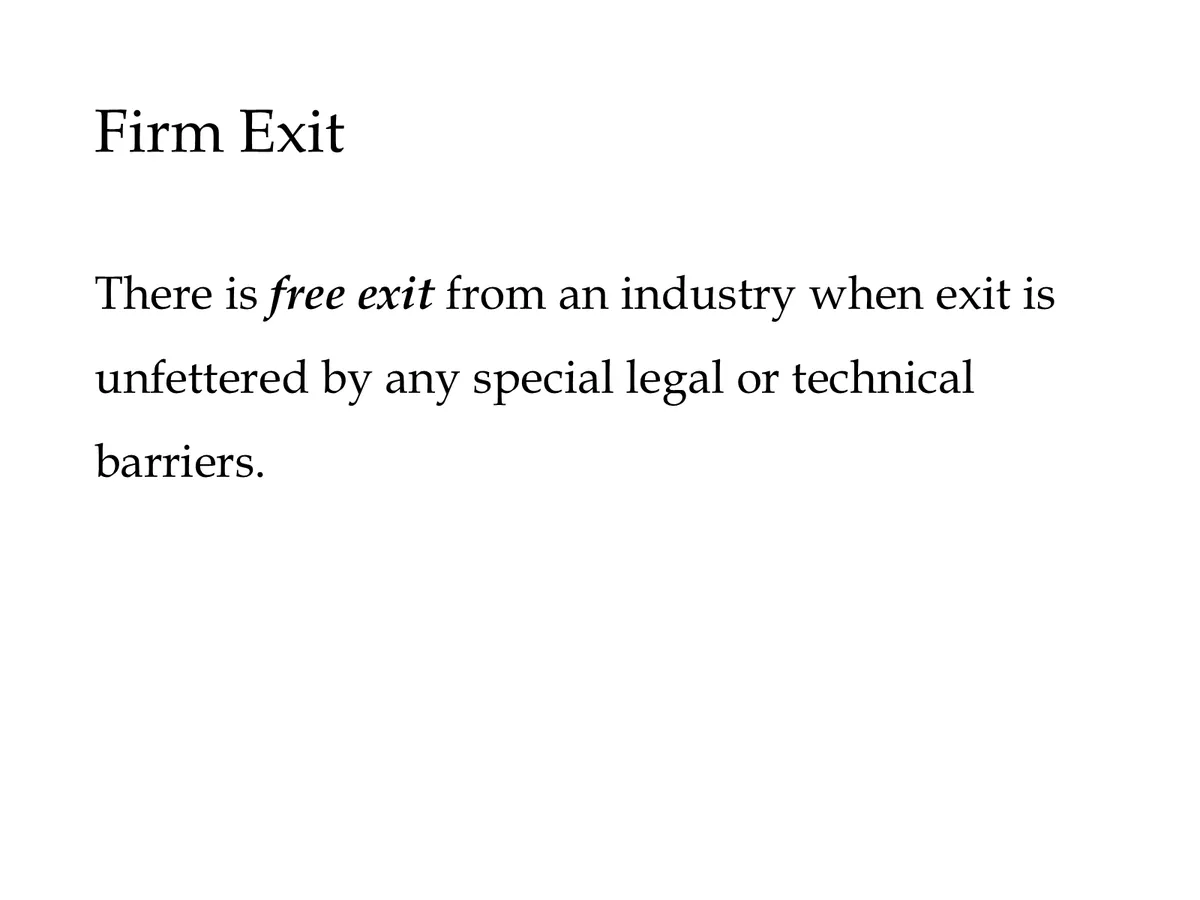 Firm Exit
There is free exit from an industry when exit is
unfettered by any special legal or technical
barriers.